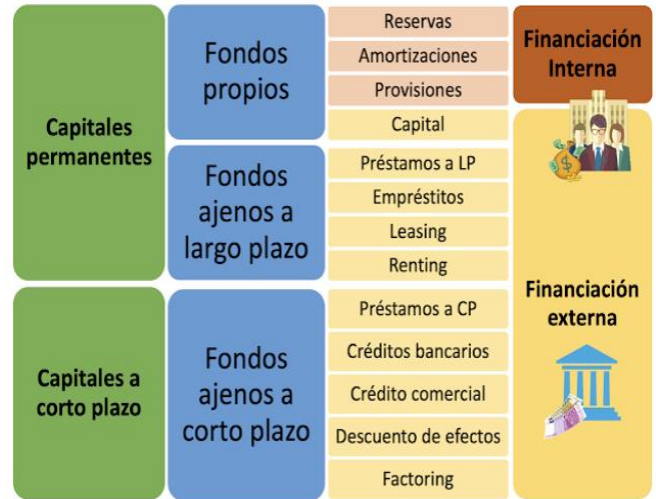 Capitales
permanentes
Fondos
propios
Reservas
Amortizaciones
Provisiones
Capital
Financiación
Interna
Fondos
ajenos a
largo plazo
Préstamos a LP
Empréstitos
Leasing
Renting
Capitales a
corto plazo
Fondos
ajenos a
corto plazo
Préstamos a CP
Créditos bancarios
Crédito comercial
Descuento de efectos
Factoring
Financiación
externa